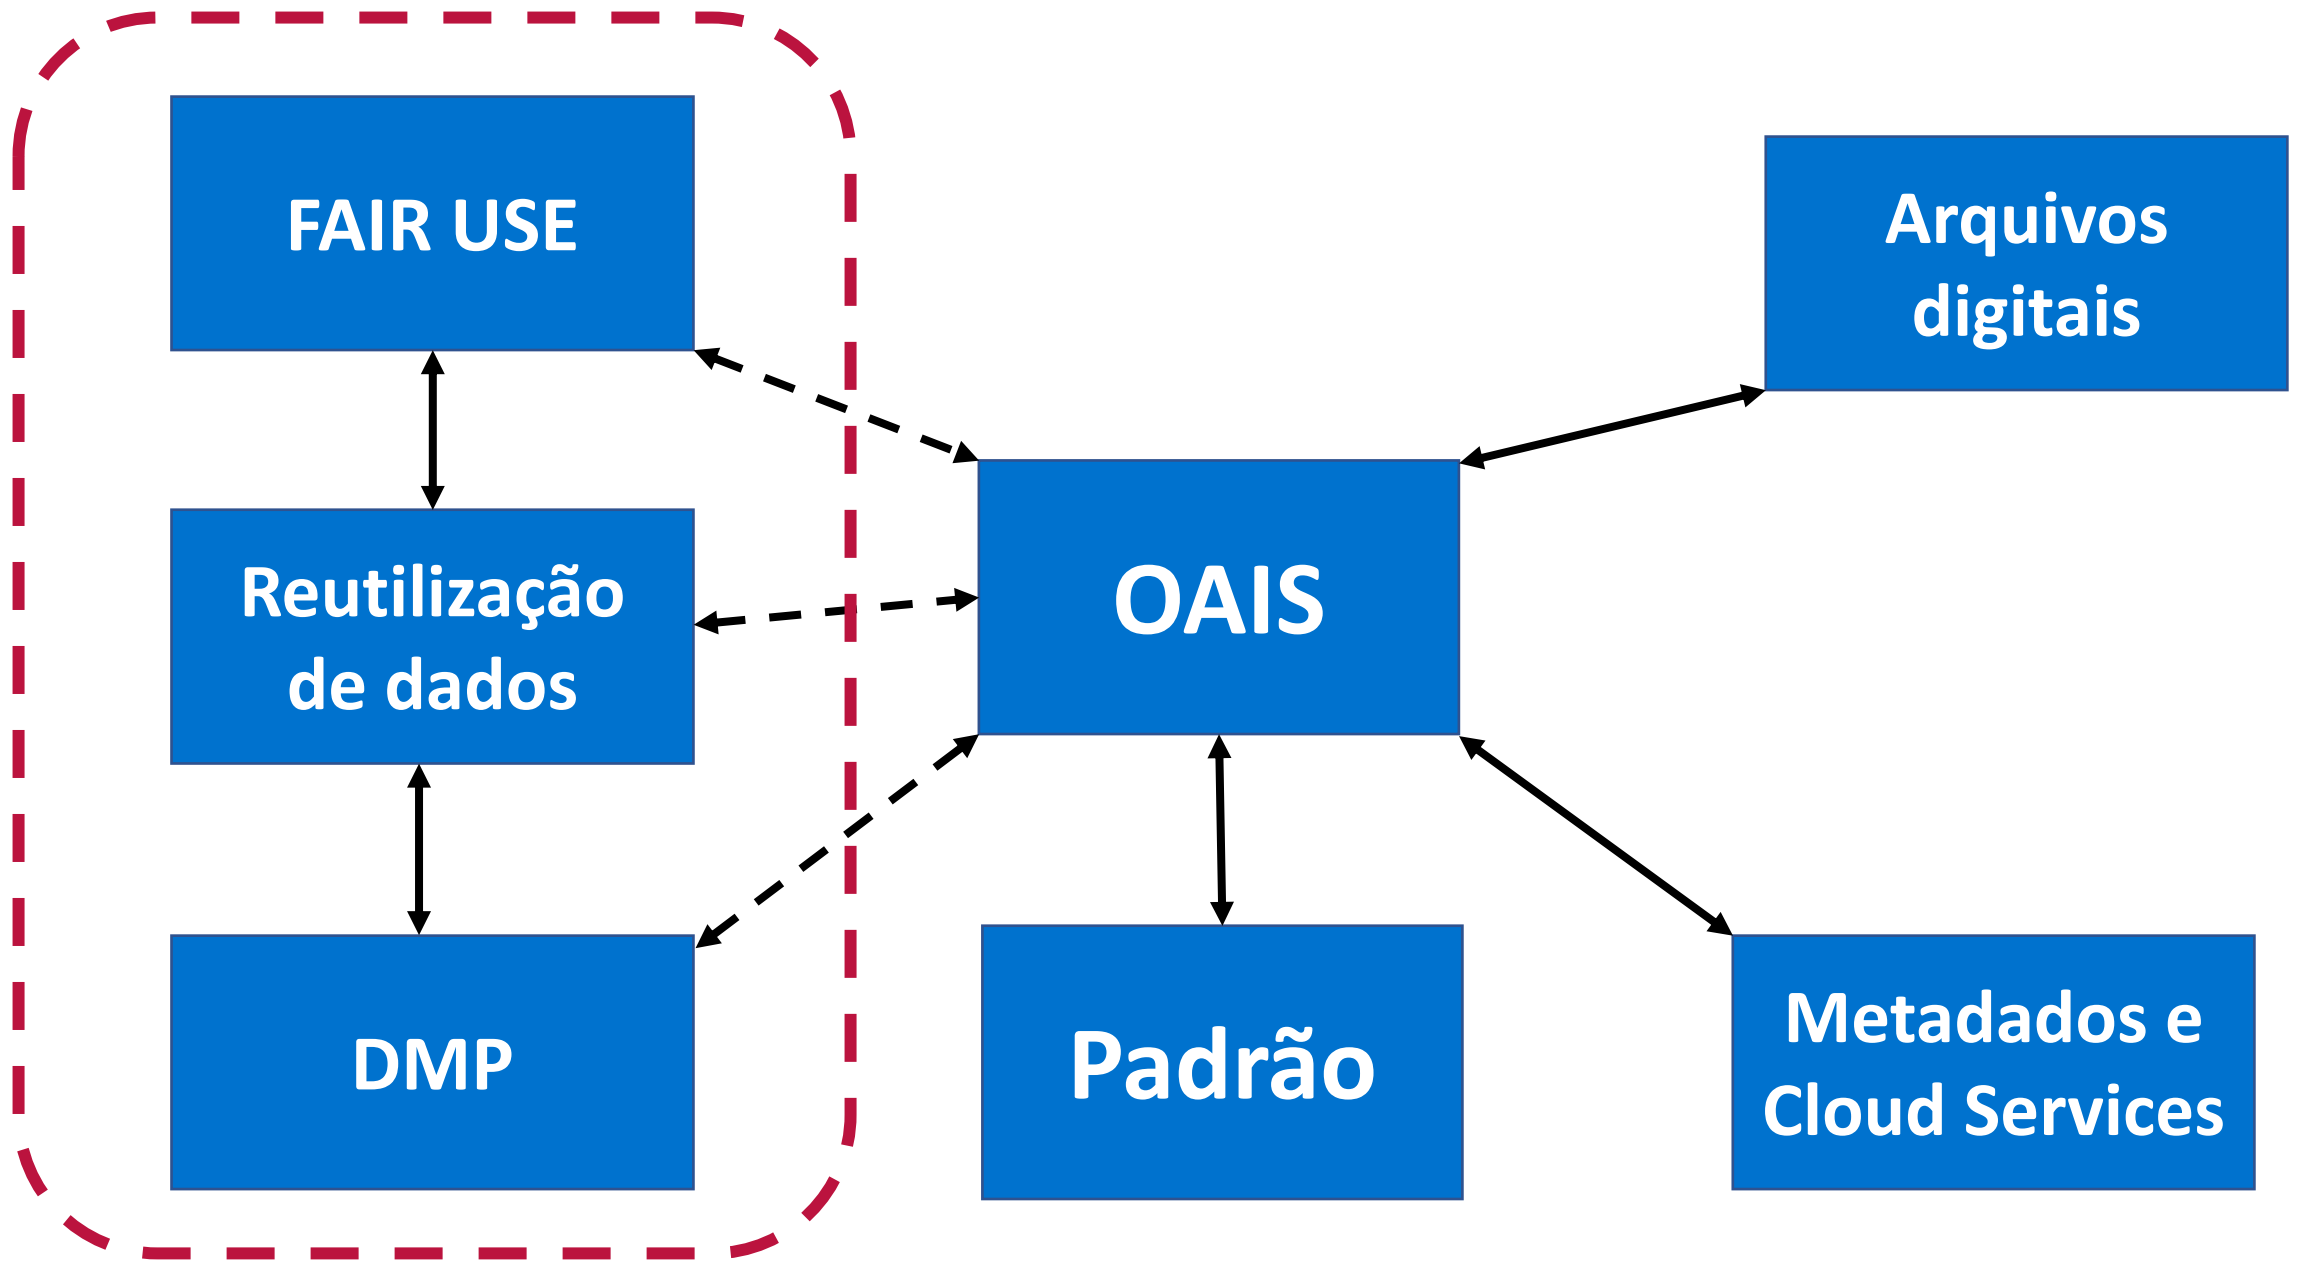 FAIR USE
Reutilização
de dados
DMP
OAIS
Padrão
Arquivos
digitais
Metadados e
Cloud Services